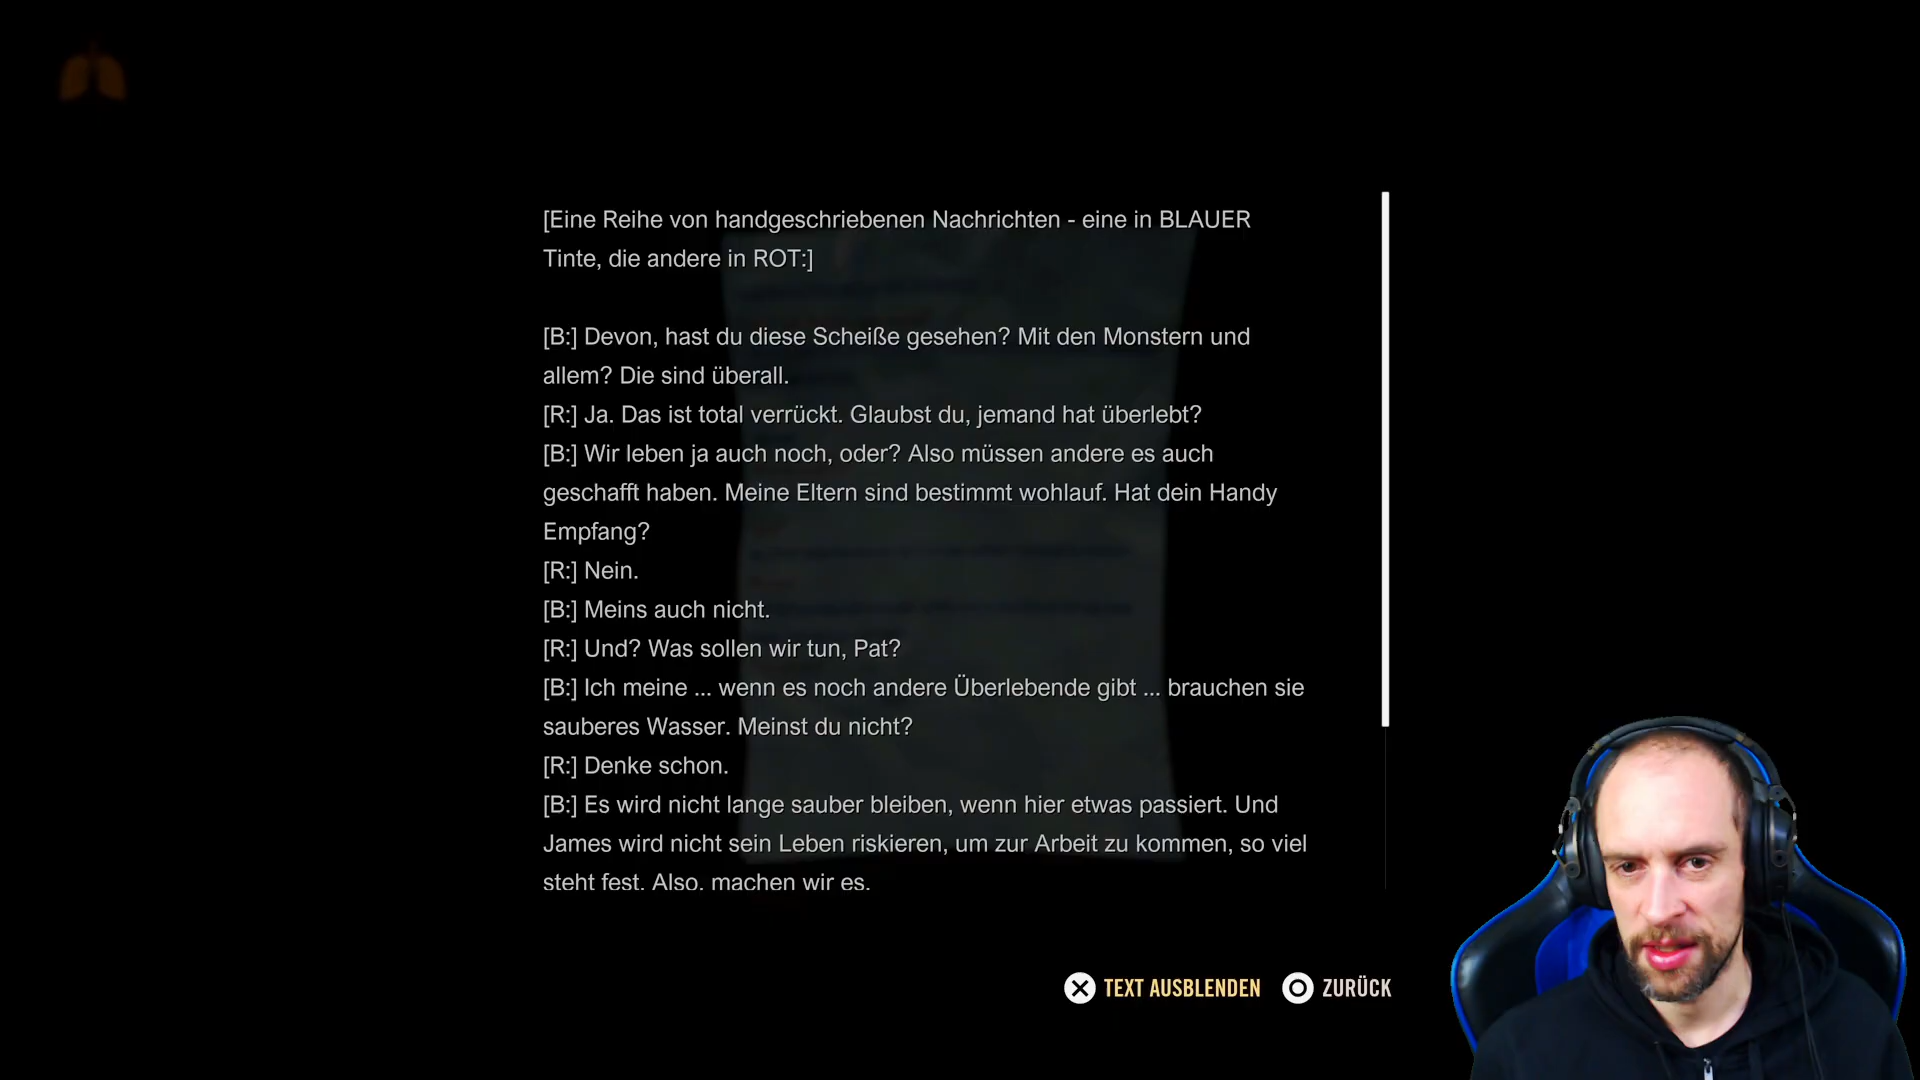 [Eine Reihe von handgeschriebenen Nachrichten - eine in BLAUER
Tinte, die andere in ROT:]
[B:] Devon, hast du diese Scheiße gesehen? Mit den Monstern und
allem? Die sind überall.
[R:] Ja. Das ist total verrückt. Glaubst du, jemand hat überlebt?
[B:] Wir leben ja auch noch, oder? Also müssen andere es auch
geschafft haben. Meine Eltern sind bestimmt wohlauf. Hat dein Handy
Empfang?
[R:] Nein.
[B:] Meins auch nicht.
[R:] Und? Was sollen wir tun, Pat?
[B:] Ich meine ... wenn es noch andere Überlebende gibt ... brauchen sie
sauberes Wasser. Meinst du nicht?
[R:] Denke schon.
[B:] Es wird nicht lange sauber bleiben, wenn hier etwas passiert. Und
James wird nicht sein Leben riskieren, um zur Arbeit zu kommen, so viel
steht fest. Also, machen wir es.
TEXT AUSBLENDEN ZURÜCK